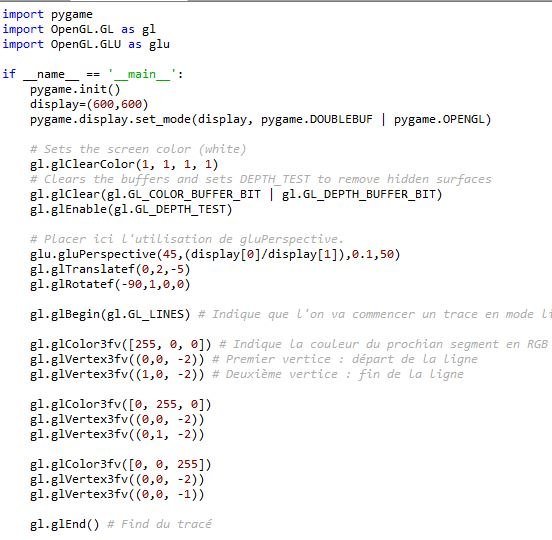 import pygame
import OpenGL.GL as gl
import OpenGL.GLU as glu
if __name__ == '__main__':
pygame.init()
display=(600,600)
pygame.display.set_mode(display, pygame.DOUBLEBUF | pygame.OPENGL)
# Sets the screen color (white)
gl.glClearColor(1, 1, 1, 1)
# Clears the buffers and sets DEPTH_TEST to remove hidden surfaces
gl.glClear(gl.GL_COLOR_BUFFER_BIT | gl.GL_DEPTH_BUFFER_BIT)
gl.glEnable(gl.GL_DEPTH_TEST)
# Placer ici l'utilisation de gluPerspective.
glu.gluPerspective(45,(display[0]/display[1]),0.1,50)
gl.glTranslatef(0,2,-5)
gl.glRotatef(-90,1,0,0)
gl.glBegin(gl.GL_LINES) # Indique que l'on va commencer un trace en mode li
gl.glColor3fv([255, 0, 0]) # Indique la couleur du prochian segment en RGB
gl.glVertex3fv((0,0, -2)) # Premier vertice : départ de la ligne
gl.glVertex3fv((1,0, -2)) # Deuxième vertice : fin de la ligne
gl.glColor3fv([0, 255, 0])
gl.glVertex3fv((0,0, -2))
gl.glVertex3fv((0,1, -2))
gl.glColor3fv([0, 0, 255])
gl.glVertex3fv((0,0, -2))
gl.glVertex3fv((0,0, -1))
gl.glEnd() # Find du tracé